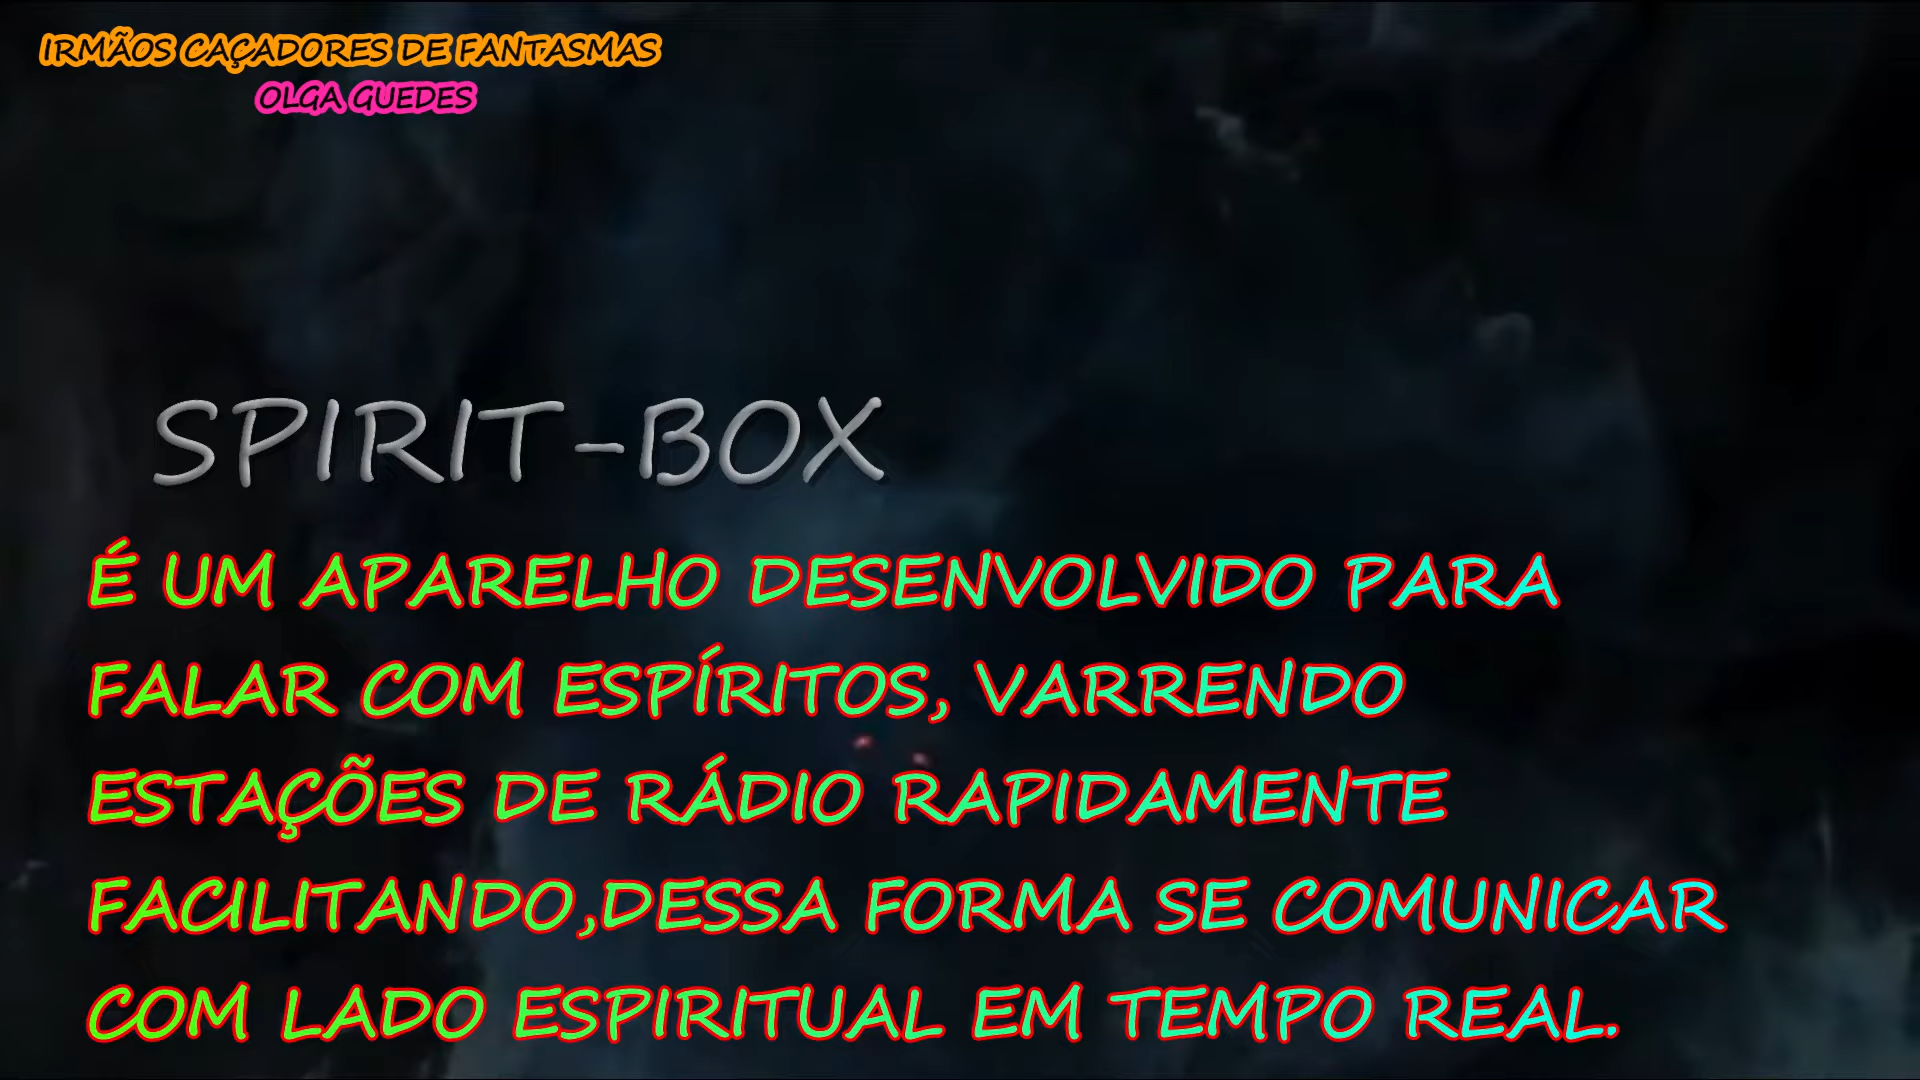 IRMÃOS CAÇADORES DE FANTASMAS
OLGA GUEDES
SPIRIT-BOX
É UM APARELHO DESENVOLVIDO PARA
FALAR COM ESPÍRITOS, VARRENDO
ESTAÇÕES DE RÁDIO RAPIDAMENTE
FACILITANDO,DESSA FORMA SE COMUNICAR
COM LADO ESPIRITUAL EM TEMPO REAL.